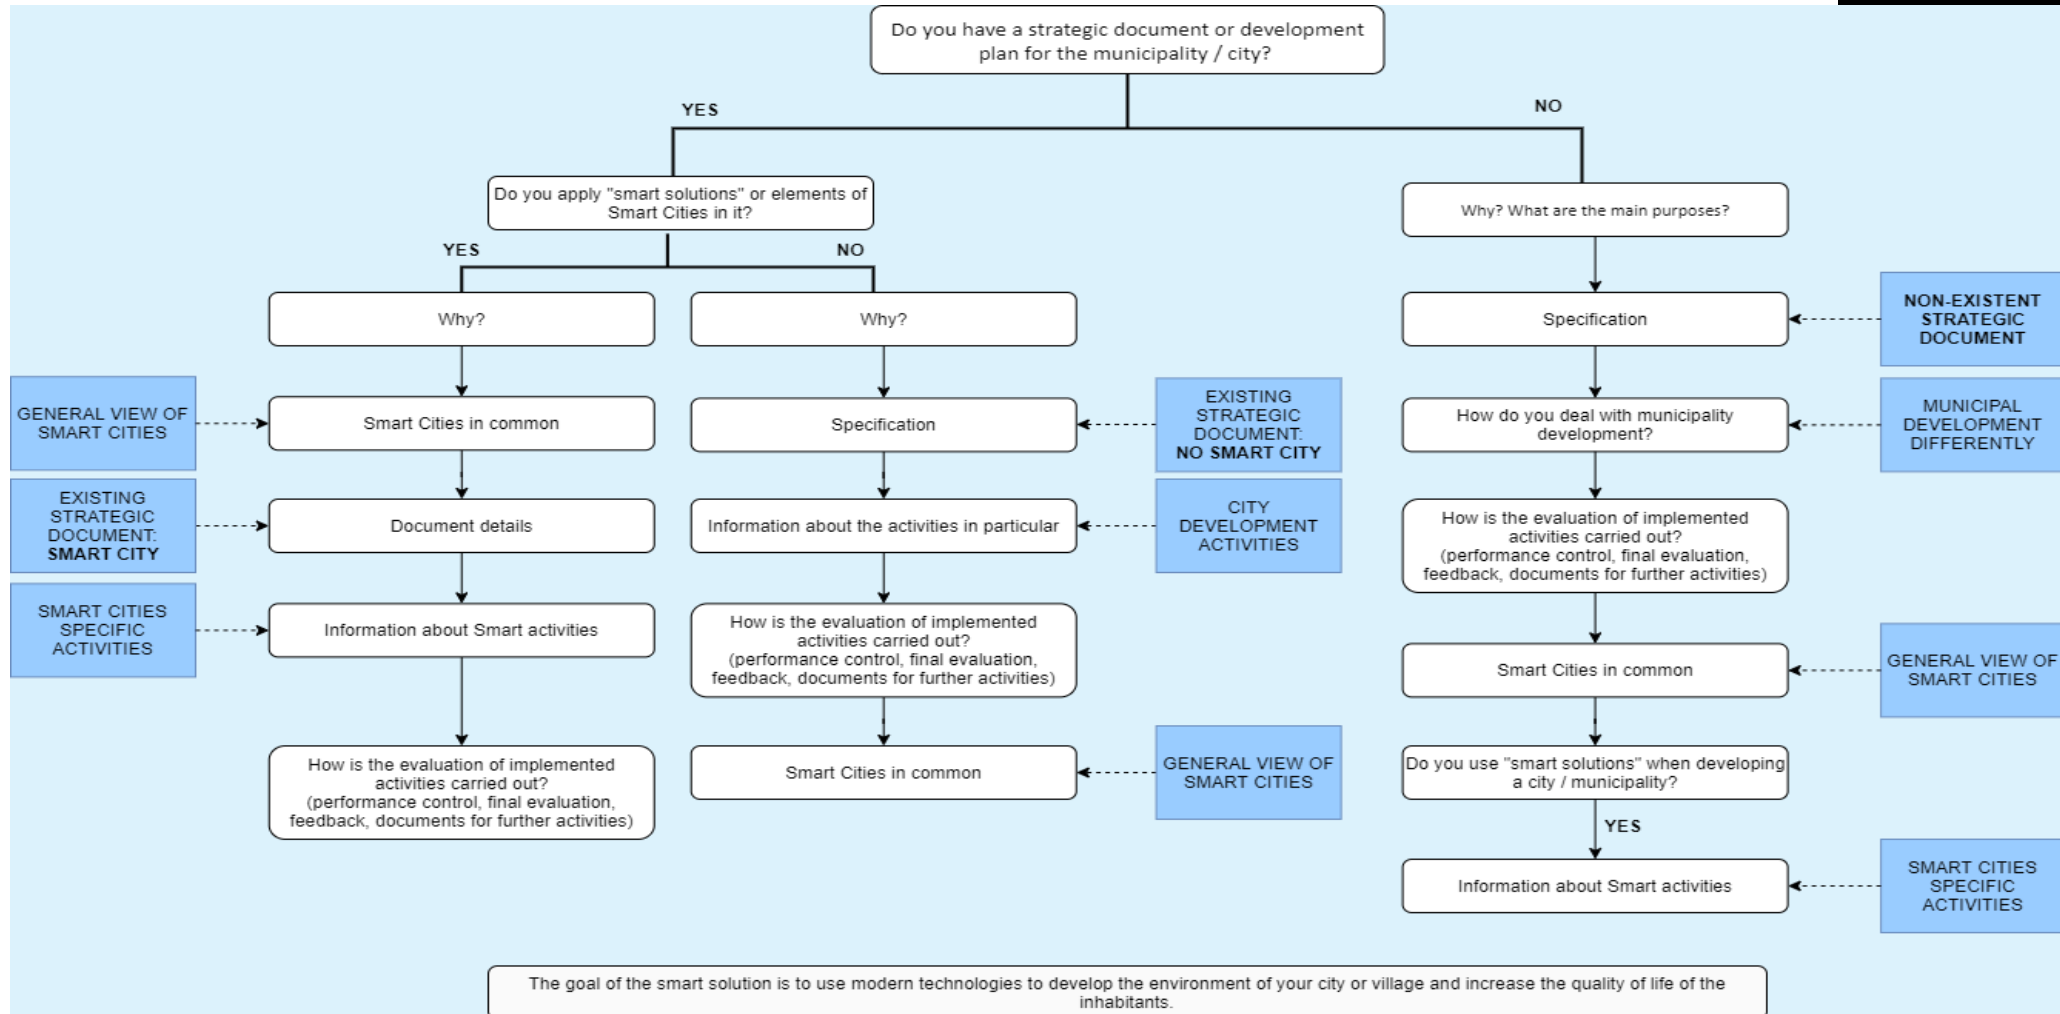 Do you have a strategic document or development
plan for the municipality / city?
YES
NO
Do you apply "smart solutions" or elements of
Smart Cities in it?
YES
NO
Why?
Smart Cities in common
Document details
Information about Smart activities
How is the evaluation of implemented
activities carried out?
(performance control, final evaluation,
feedback, documents for further activities)
GENERAL VIEW OF
SMART CITIES
EXISTING
STRATEGIC
DOCUMENT:
SMART CITY
SMART CITIES
SPECIFIC
ACTIVITIES
Why?
Specification
Information about the activities in particular
How is the evaluation of implemented
activities carried out?
(performance control, final evaluation,
feedback, documents for further activities)
Smart Cities in common
EXISTING
STRATEGIC
DOCUMENT:
NO SMART CITY
CITY
DEVELOPMENT
ACTIVITIES
GENERAL VIEW OF
SMART CITIES
Why? What are the main purposes?
Specification
How do you deal with municipality
development?
How is the evaluation of implemented
activities carried out?
(performance control, final evaluation,
feedback, documents for further activities)
Smart Cities in common
Do you use "smart solutions" when developing
a city / municipality?
YES
Information about Smart activities
NON-EXISTENT
STRATEGIC
DOCUMENT
MUNICIPAL
DEVELOPMENT
DIFFERENTLY
GENERAL VIEW OF
SMART CITIES
SMART CITIES
SPECIFIC
ACTIVITIES
The goal of the smart solution is to use modern technologies to develop the environment of your city or village and increase the quality of life of the
inhabitants.